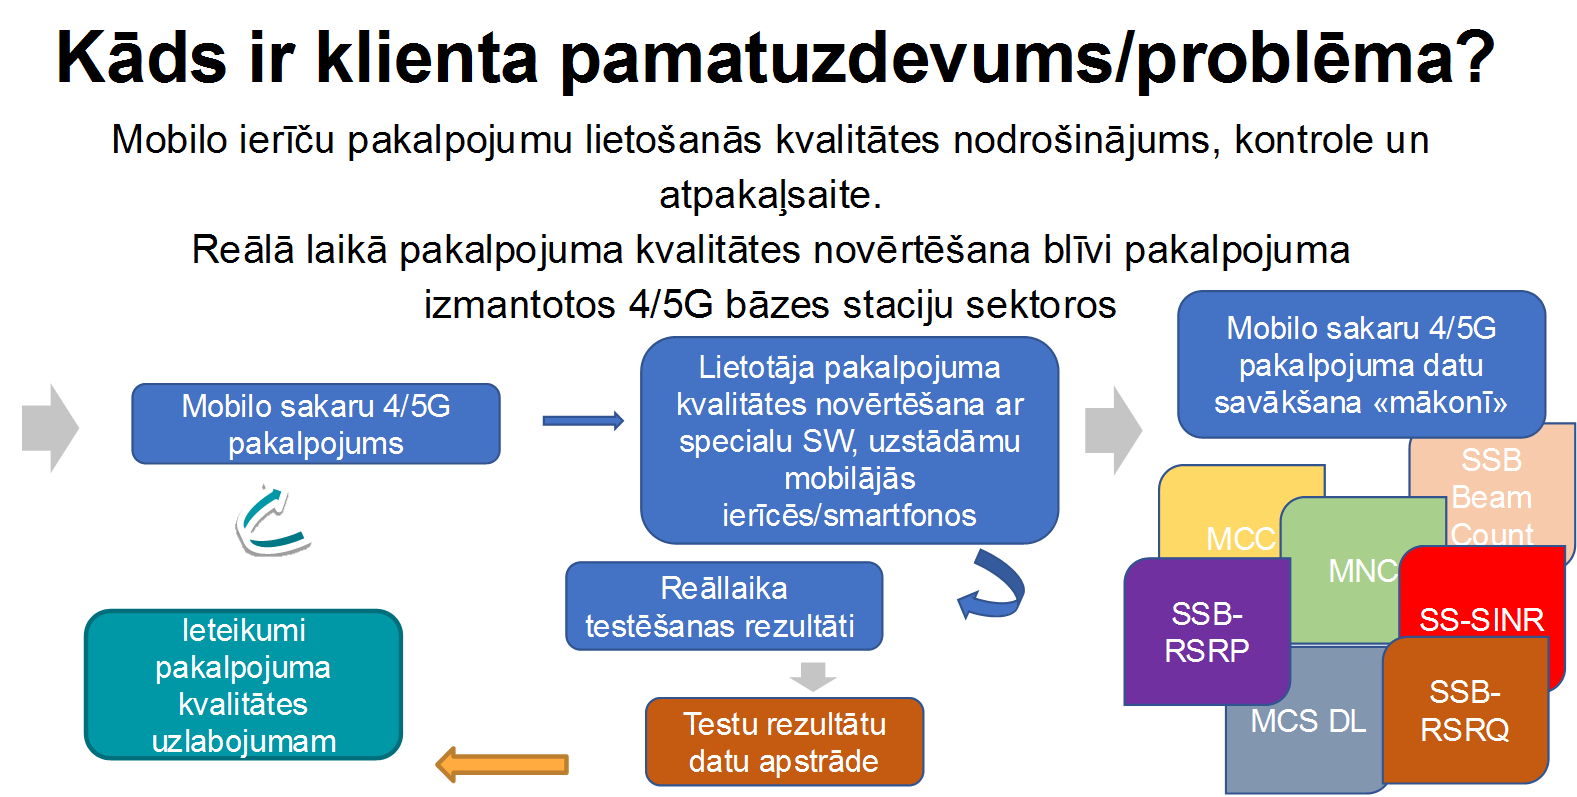 Kāds ir klienta pamatuzdevums/problēma?
Mobilo ierīču pakalpojumu lietošanās kvalitātes nodrošinājums, kontrole un
atpakaļsaite.
Reālā laikā pakalpojuma kvalitātes novērtēšana blīvi pakalpojuma
izmantotos 4/5G bāzes staciju sektoros
Mobilo sakaru 4/5G
pakalpojums
Lietotāja pakalpojuma
kvalitātes novērtēšana ar
specialu SW, uzstādāmu
mobilājās
ierīcēs/smartfonos
Mobilo sakaru 4/5G
pakalpojuma datu
savākšana «mākonī»
SSB
Beam
Count
MCC
MNC
SSB-
RSRP
SS-SINR
MCS DL
SSB-
RSRQ
Reāllaika
testēšanas rezultāti
Testu rezultātu
datu apstrāde
Ieteikumi
pakalpojuma
kvalitātes
uzlabojumam